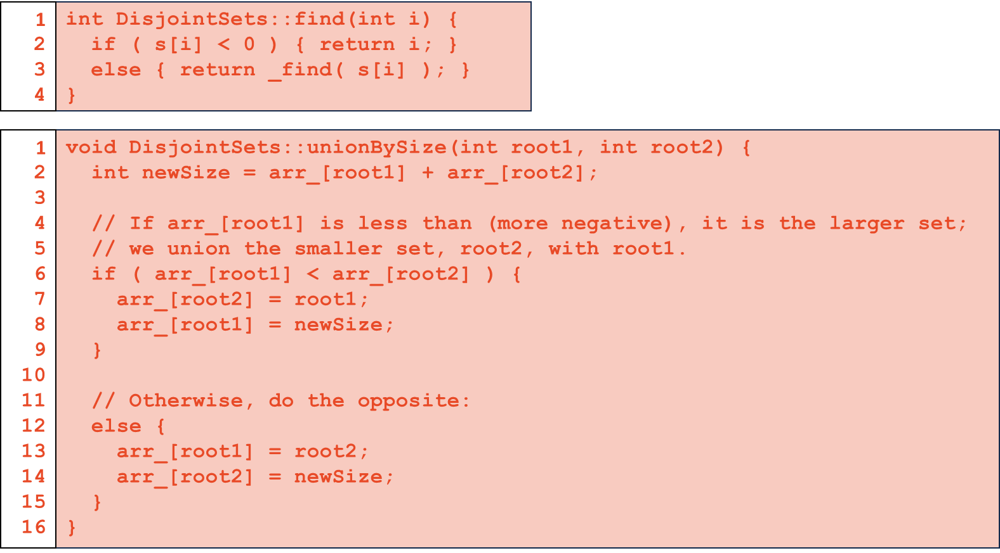 1 int DisjointSets::find(int i) {
2   if ( s[i] < 0 ) { return i; }
3   else { return _find( s[i] ); }
4 }
1 void DisjointSets::unionBySize(int root1, int root2) {
2   int newSize = arr_[root1] + arr_[root2];
3
4   // If arr_[root1] is less than (more negative), it is the larger set;
5   // we union the smaller set, root2, with root1.
6   if ( arr_[root1] < arr_[root2] ) {
7     arr_[root2] = root1;
8     arr_[root1] = newSize;
9   }
10
11   // Otherwise, do the opposite:
12   else {
13     arr_[root1] = root2;
14     arr_[root2] = newSize;
15   }
16 }